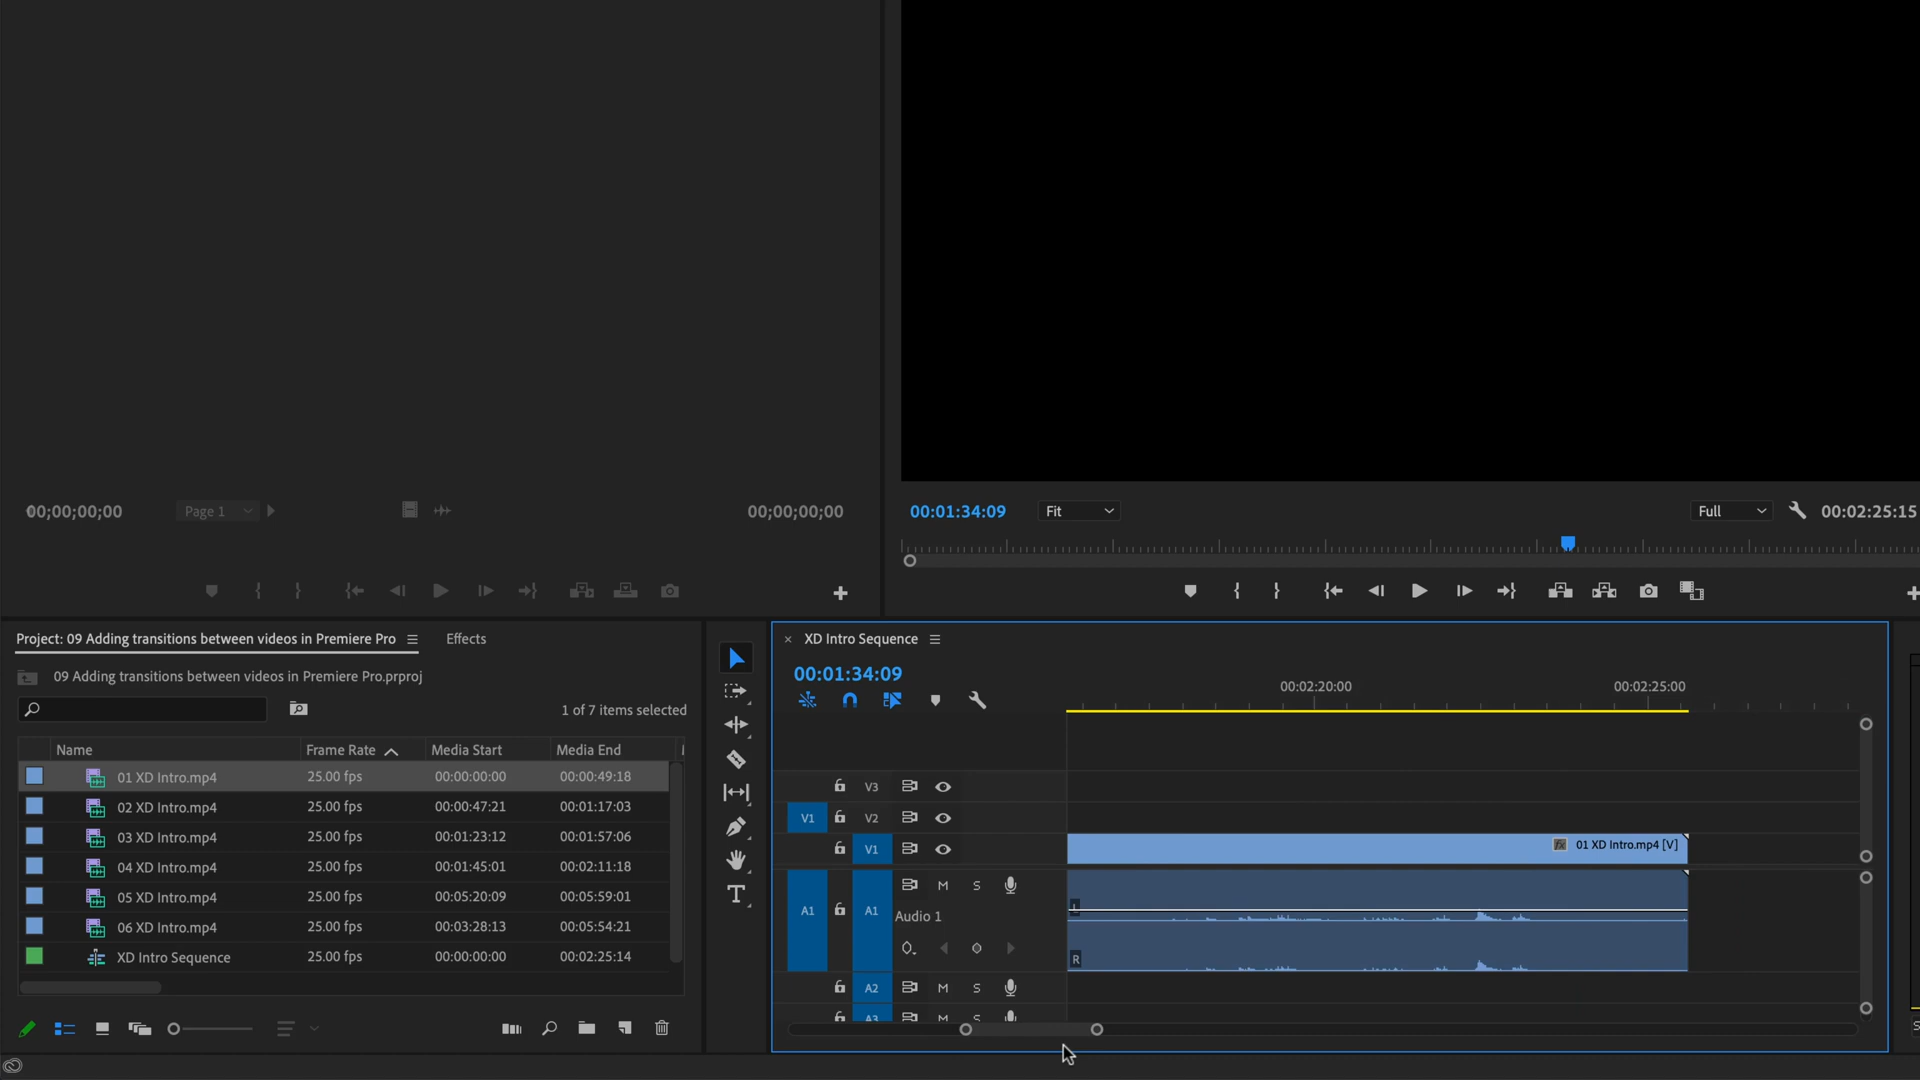 00;00;00;00
Page 1
00;00;00;00
00:01:34:09
Fit
Full
00:02:25:15
Project: 09 Adding transitions between videos in Premiere Pro
Effects
09 Adding transitions between videos in Premiere Pro.prproj
1 of 7 items selected
Name Frame Rate Media Start Media End
01 XD Intro.mp4 25.00 fps 00:00:00:00 00:00:49:18
02 XD Intro.mp4 25.00 fps 00:00:47:21 00:01:17:03
03 XD Intro.mp4 25.00 fps 00:01:23:12 00:01:57:06
04 XD Intro.mp4 25.00 fps 00:01:45:01 00:02:11:18
05 XD Intro.mp4 25.00 fps 00:05:20:09 00:05:59:01
06 XD Intro.mp4 25.00 fps 00:03:28:13 00:05:54:21
XD Intro Sequence 25.00 fps 00:00:00:00 00:02:25:14
XD Intro Sequence
00:01:34:09
00:02:20:00 00:02:25:00
V3
V1 V2
V1
fx 01 XD Intro.mp4 [V]
M S
A1 A1 Audio 1
L
R
A2 M S
A3 M S